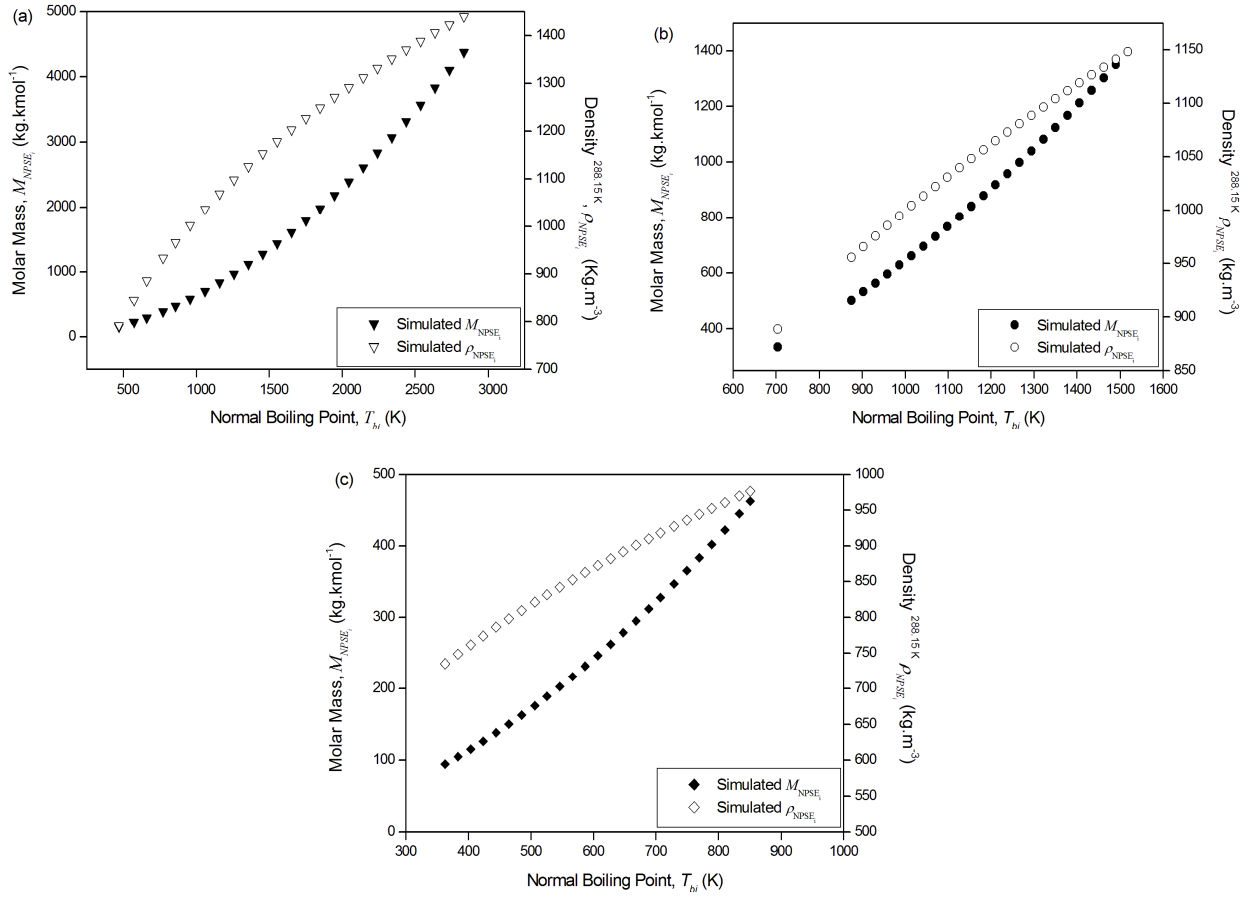 (a)
5000
4000
3000
2000
1000
0
Molar Mass, M_NPSE_i (kg.kmol-1)
1400
1300
1200
1100
1000
900
800
700
Density 288.15 K, ρ_NPSE_i (Kg.m-3)
Simulated M_NPSE_i
Simulated ρ_NPSE_i
500 1000 1500 2000 2500 3000
Normal Boiling Point, T_bi (K)
(b)
1400
1200
1000
800
600
400
Molar Mass, M_NPSE_i (kg.kmol-1)
1150
1100
1050
1000
950
900
850
Density 288.15 K ρ_NPSE_i (kg.m-3)
Simulated M_NPSE_i
Simulated ρ_NPSE_i
600 700 800 900 1000 1100 1200 1300 1400 1500 1600
Normal Boiling Point, T_bi (K)
(c)
500
400
300
200
100
0
Molar Mass, M_NPSE_i (kg.kmol-1)
1000
950
900
850
800
750
700
650
600
550
500
Density 288.15 K ρ_NPSE_i (kg.m-3)
Simulated M_NPSE_i
Simulated ρ_NPSE_i
300 400 500 600 700 800 900 1000
Normal Boiling Point, T_bi (K)